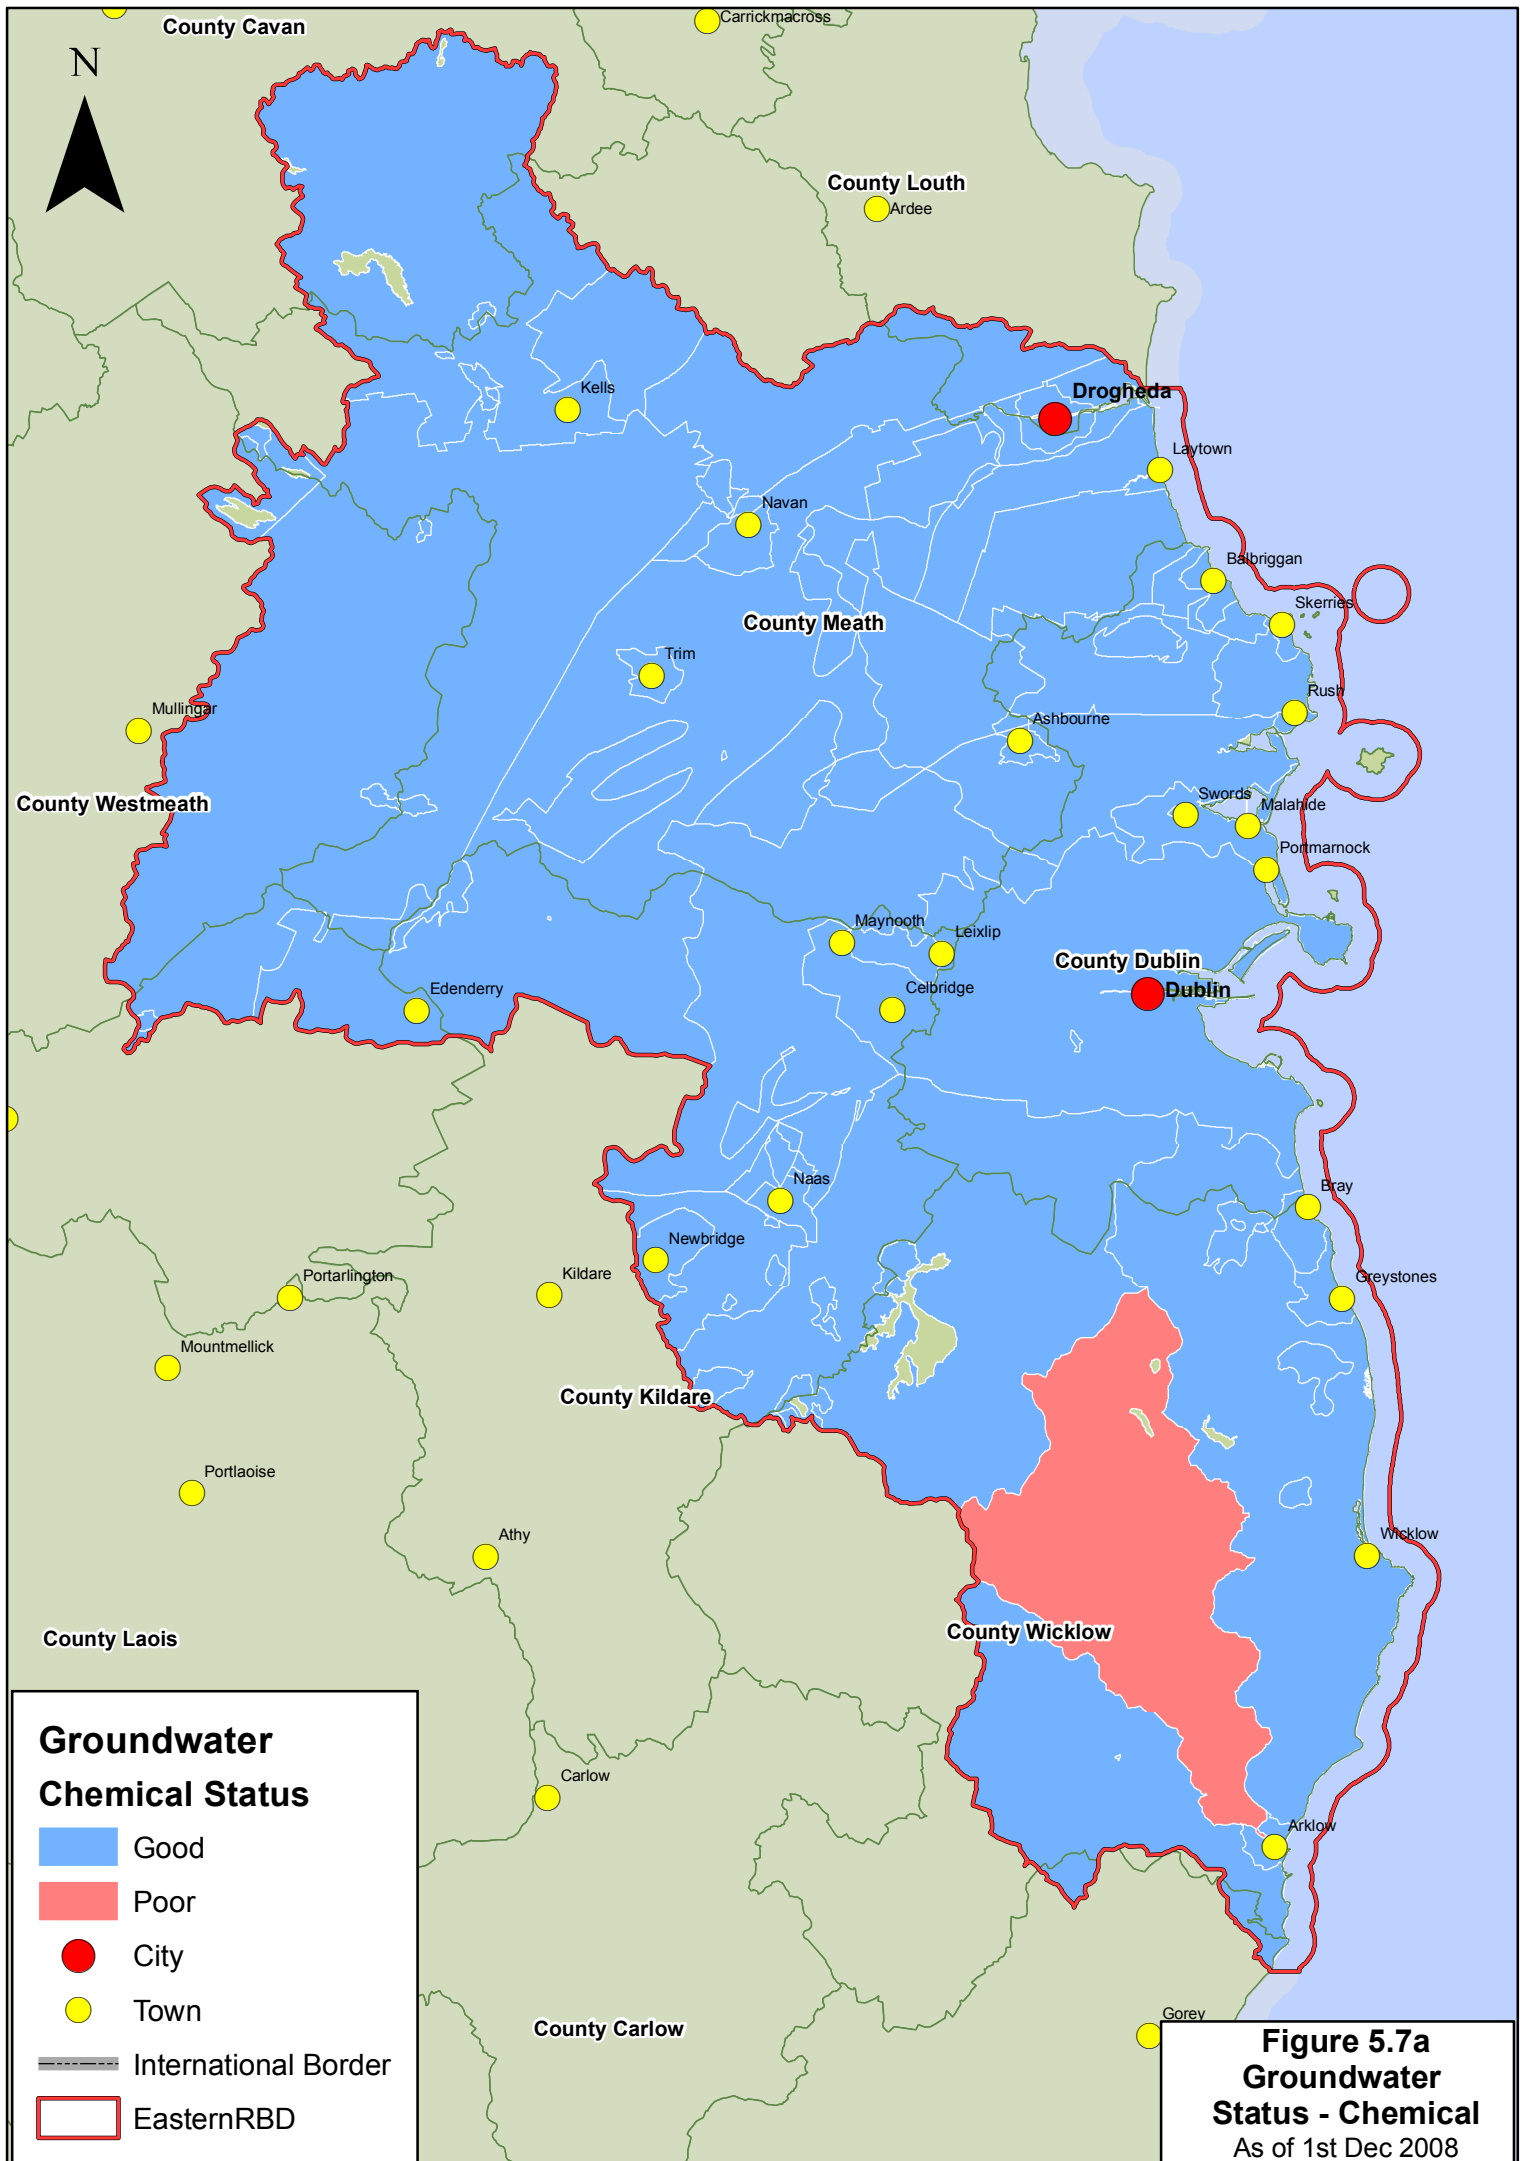 County Cavan
Carrickmacross
N
County Louth
Ardee
Kells
Drogheda
Laytown
Navan
Balbriggan
Skerries
County Meath
Trim
Rush
Mullingar
Ashbourne
County Westmeath
Swords
Malahide
Portmarnock
Maynooth
Leixlip
County Dublin
Edenderry
Celbridge
Dublin
Naas
Bray
Newbridge
Portarlington
Kildare
Greystones
Mountmellick
County Kildare
Portlaoise
Athy
Wicklow
County Laois
County Wicklow
Carlow
Arklow
County Carlow
Gorey
Groundwater
Chemical Status
Good
Poor
City
Town
International Border
EasternRBD
Figure 5.7a
Groundwater
Status - Chemical
As of 1st Dec 2008